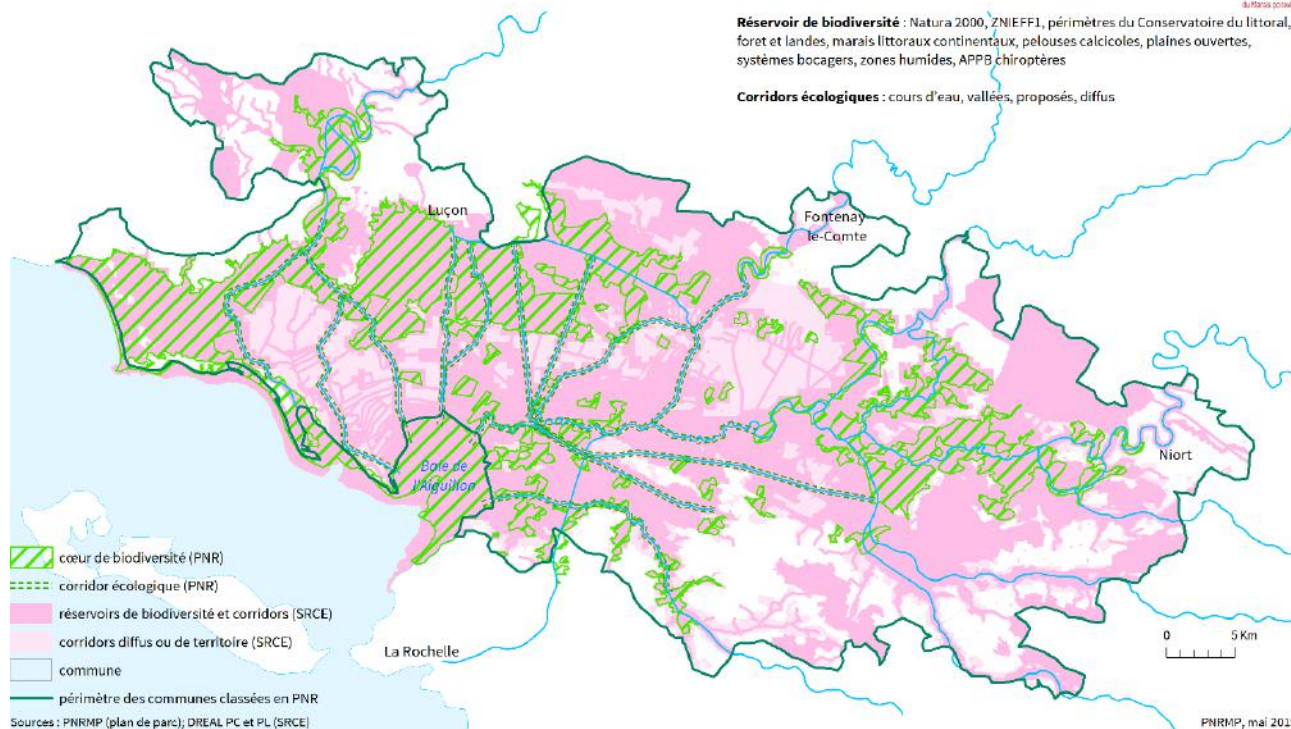 du Marais poitevin
Réservoir de biodiversité : Natura 2000, ZNIEFF1, périmètres du Conservatoire du littoral,
foret et landes, marais littoraux continentaux, pelouses calcicoles, plaines ouvertes,
systèmes bocagers, zones humides, APPB chiroptères
Corridors écologiques : cours d'eau, vallées, proposés, diffus
Luçon
Fontenay
le-Comte
Niort
Baie de
l'Aiguillon
La Rochelle
cœur de biodiversité (PNR)
corridor écologique (PNR)
réservoirs de biodiversité et corridors (SRCE)
corridors diffus ou de territoire (SRCE)
commune
périmètre des communes classées en PNR
0 5 Km
Sources : PNRMP (plan de parc); DREAL PC et PL (SRCE)
PNRMP, mai 201